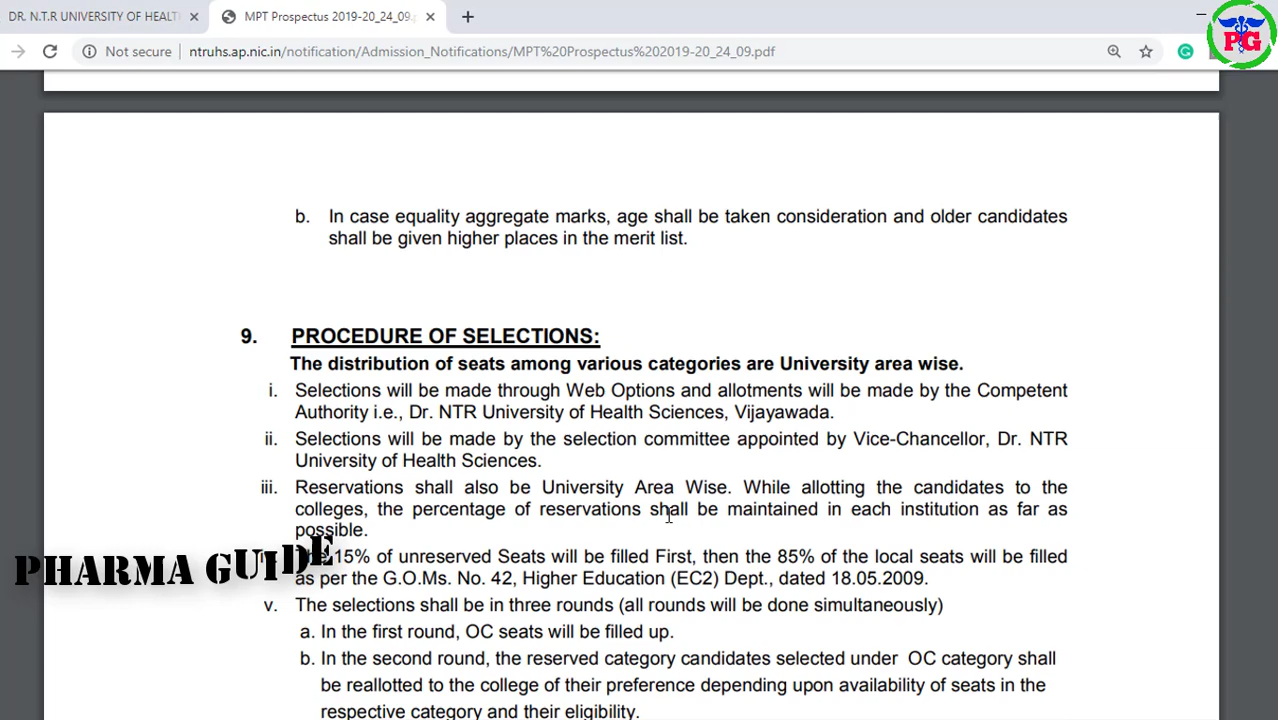 DR. N.T.R UNIVERSITY OF HEALT
MPT Prospectus 2019-20_24_09.p
Not secure
ntruhs.ap.nic.in/notification/Admission_Notifications/MPT%20Prospectus%202019-20_24_09.pdf
PG
b. In case equality aggregate marks, age shall be taken consideration and older candidates
shall be given higher places in the merit list.
9. PROCEDURE OF SELECTIONS:
The distribution of seats among various categories are University area wise.
i. Selections will be made through Web Options and allotments will be made by the Competent
Authority i.e., Dr. NTR University of Health Sciences, Vijayawada.
ii. Selections will be made by the selection committee appointed by Vice-Chancellor, Dr. NTR
University of Health Sciences.
iii. Reservations shall also be University Area Wise. While allotting the candidates to the
colleges, the percentage of reservations shall be maintained in each institution as far as
possible.
15% of unreserved Seats will be filled First, then the 85% of the local seats will be filled
as per the G.O.Ms. No. 42, Higher Education (EC2) Dept., dated 18.05.2009.
PHARMA GUIDE
v. The selections shall be in three rounds (all rounds will be done simultaneously)
a. In the first round, OC seats will be filled up.
b. In the second round, the reserved category candidates selected under OC category shall
be reallotted to the college of their preference depending upon availability of seats in the
respective category and their eligibility.